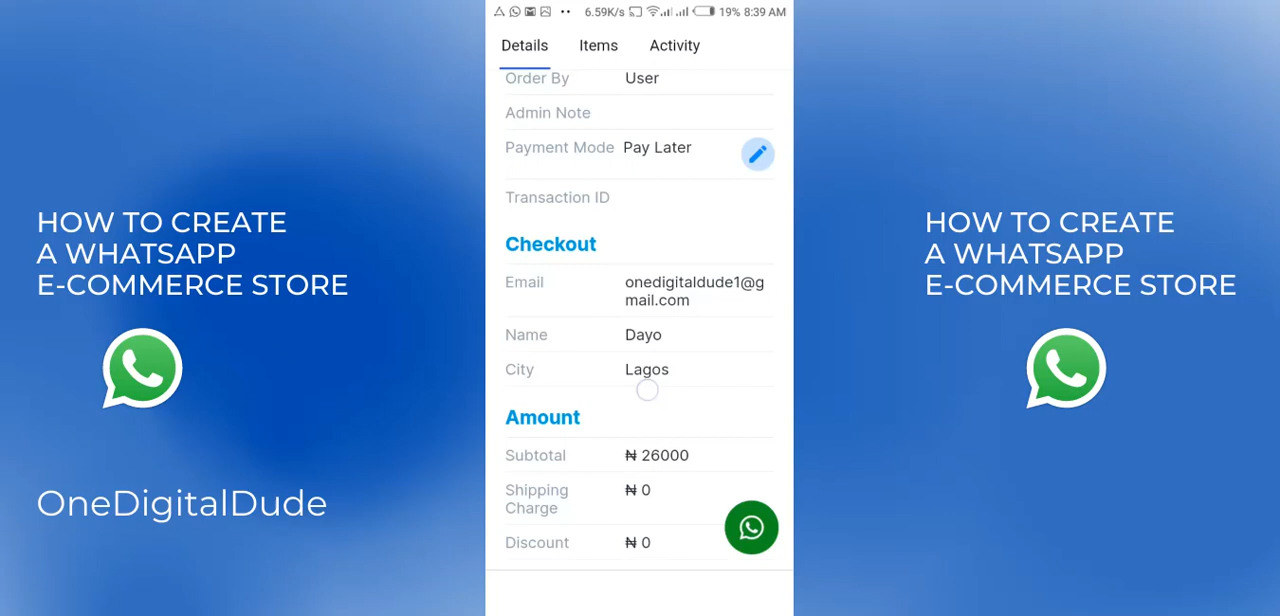 HOW TO CREATE
A WHATSAPP
E-COMMERCE STORE
OneDigitalDude
6.59K/s 19% 8:39 AM
Details Items Activity
Order By User
Admin Note
Payment Mode Pay Later
Transaction ID
Checkout
Email onedigitaldude1@g
mail.com
Name Dayo
City Lagos
Amount
Subtotal ₦ 26000
Shipping ₦ 0
Charge
Discount ₦ 0
HOW TO CREATE
A WHATSAPP
E-COMMERCE STORE